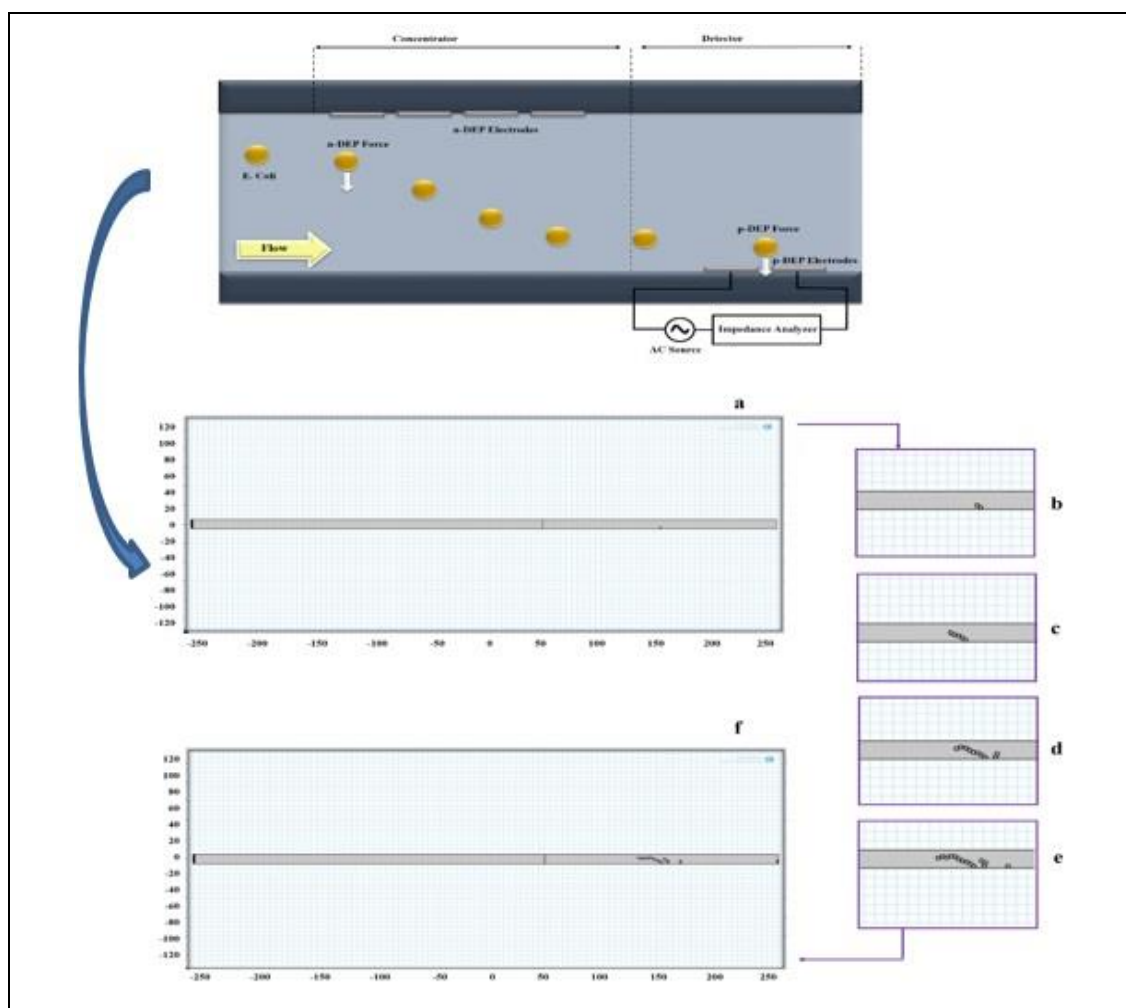 Concentrator Detector
n-DEP Electrodes
n-DEP Force
E. Coli
p-DEP Force
p-DEP Electrodes
Flow
Impedance Analyzer
AC Source
a
120
100
80
60
40
20
0
-20
-40
-60
-80
-100
-120
-250 -200 -150 -100 -50 0 50 100 150 200 250
b
c
d
e
f
120
100
80
60
40
20
0
-20
-40
-60
-80
-100
-120
-250 -200 -150 -100 -50 0 50 100 150 200 250